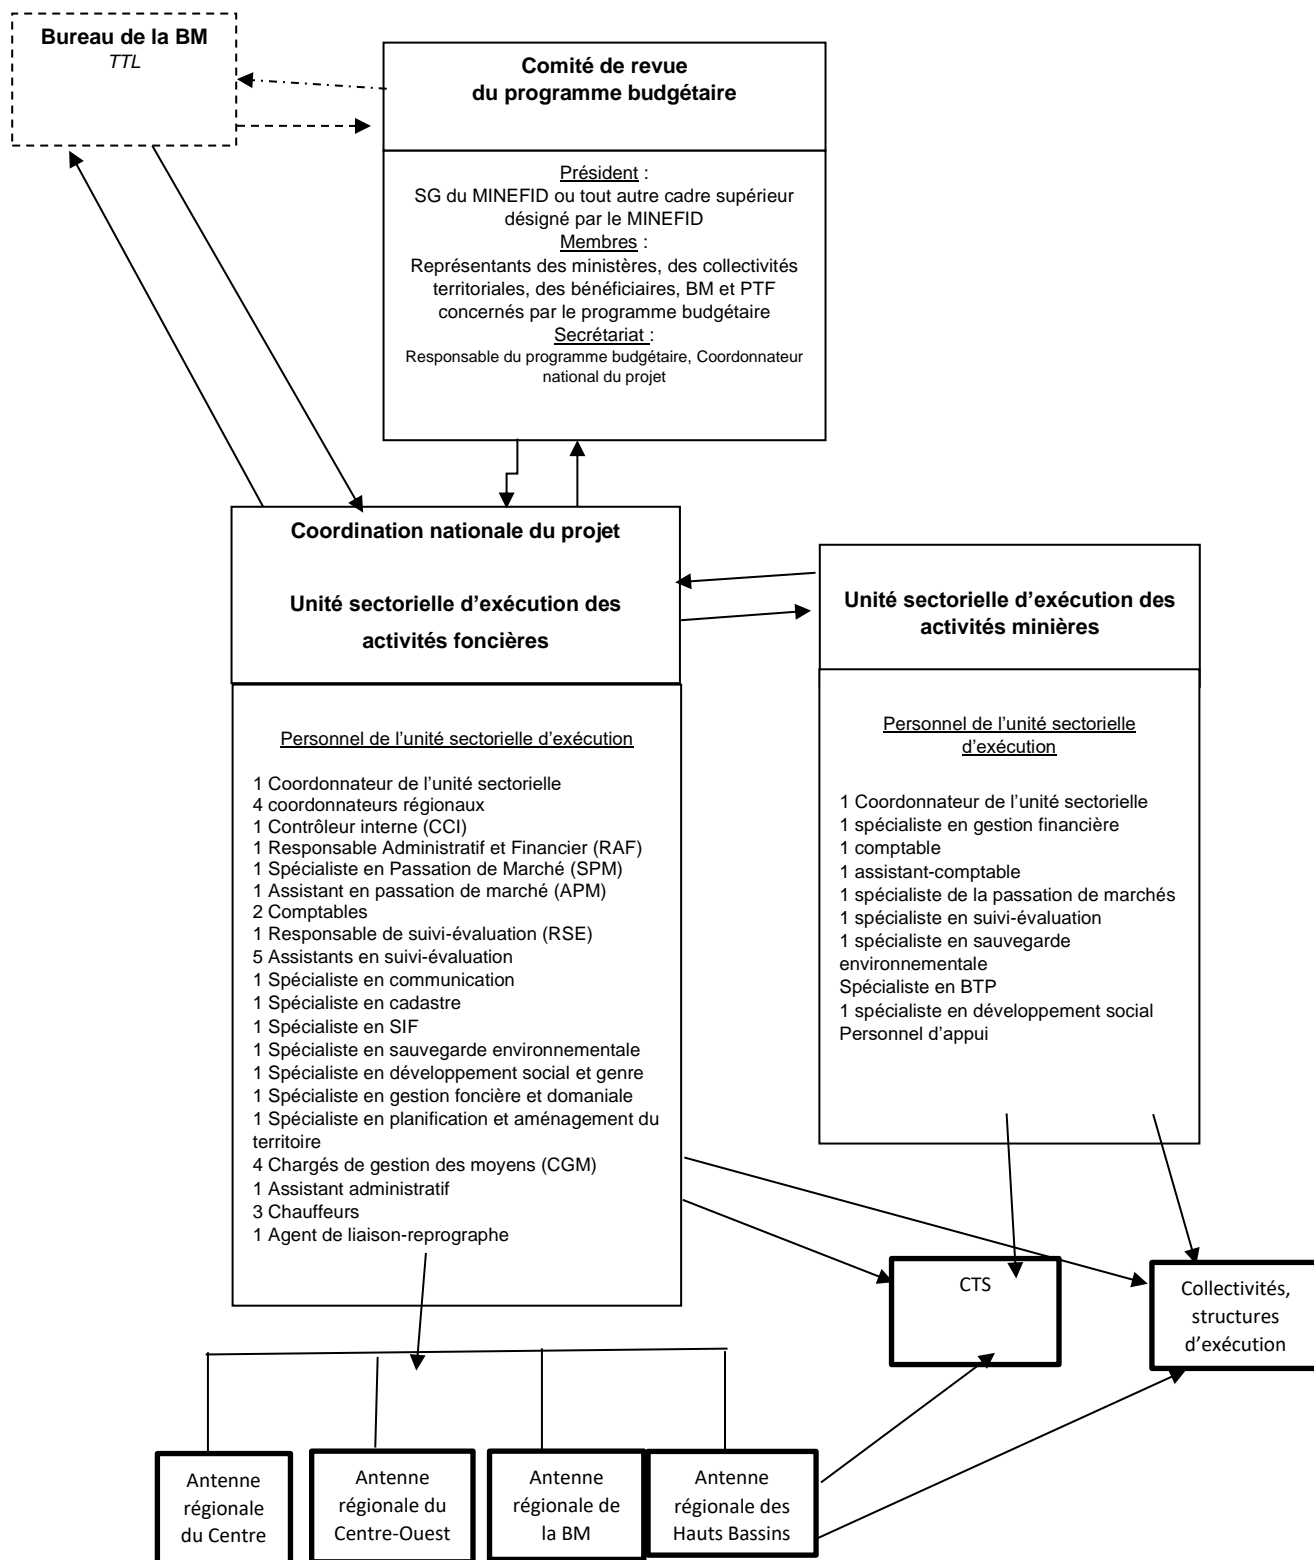 Bureau de la BM
TTL
Comité de revue
du programme budgétaire
Président :
SG du MINEFID ou tout autre cadre supérieur
désigné par le MINEFID
Membres :
Représentants des ministères, des collectivités
territoriales, des bénéficiaires, BM et PTF
concernés par le programme budgétaire
Secrétariat :
Responsable du programme budgétaire, Coordonnateur
national du projet
Coordination nationale du projet
Unité sectorielle d’exécution des
activités foncières
Personnel de l’unité sectorielle d’exécution
1 Coordonnateur de l’unité sectorielle
4 coordonnateurs régionaux
1 Contrôleur interne (CCI)
1 Responsable Administratif et Financier (RAF)
1 Spécialiste en Passation de Marché (SPM)
1 Assistant en passation de marché (APM)
2 Comptables
1 Responsable de suivi-évaluation (RSE)
5 Assistants en suivi-évaluation
1 Spécialiste en communication
1 Spécialiste en cadastre
1 Spécialiste en SIF
1 Spécialiste en sauvegarde environnementale
1 Spécialiste en développement social et genre
1 Spécialiste en gestion foncière et domaniale
1 Spécialiste en planification et aménagement du
territoire
4 Chargés de gestion des moyens (CGM)
1 Assistant administratif
3 Chauffeurs
1 Agent de liaison-reprographe
Unité sectorielle d’exécution des
activités minières
Personnel de l’unité sectorielle
d’exécution
1 Coordonnateur de l’unité sectorielle
1 spécialiste en gestion financière
1 comptable
1 assistant-comptable
1 spécialiste de la passation de marchés
1 spécialiste en suivi-évaluation
1 spécialiste en sauvegarde
environnementale
Spécialiste en BTP
1 spécialiste en développement social
Personnel d’appui
CTS
Collectivités,
structures
d’exécution
Antenne
régionale
du Centre
Antenne
régionale du
Centre-Ouest
Antenne
régionale de
la BM
Antenne
régionale des
Hauts Bassins